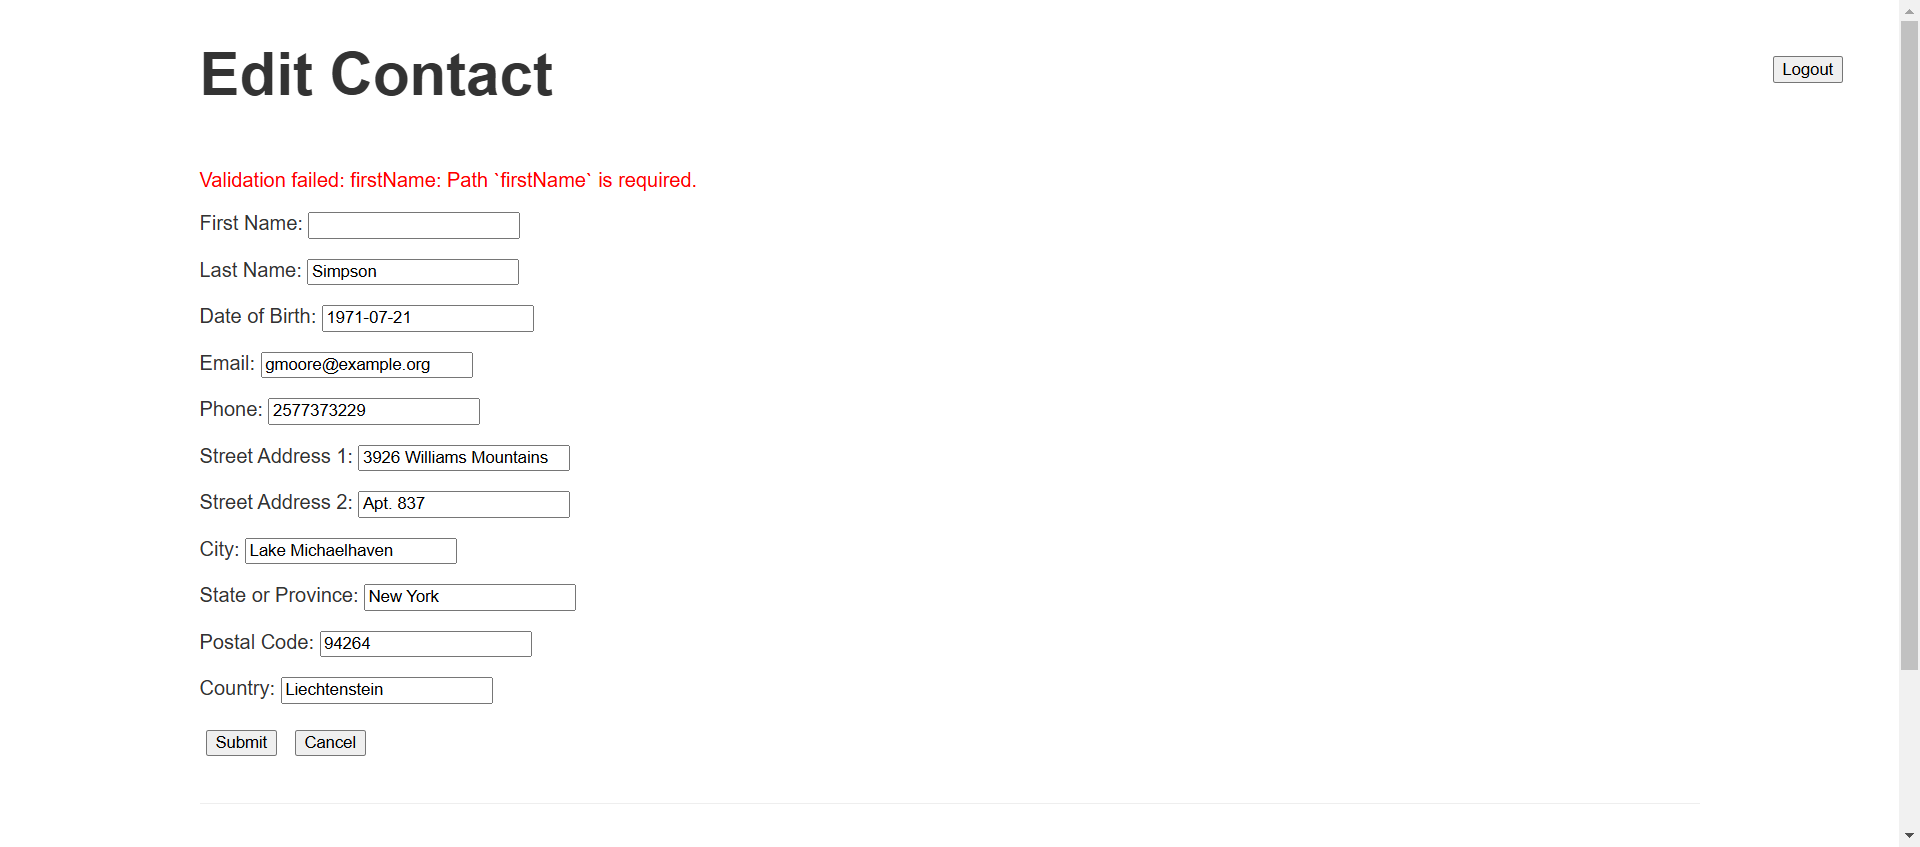 Edit Contact
Logout
Validation failed: firstName: Path `firstName` is required.
First Name:
Last Name: Simpson
Date of Birth: 1971-07-21
Email: gmoore@example.org
Phone: 2577373229
Street Address 1: 3926 Williams Mountains
Street Address 2: Apt. 837
City: Lake Michaelhaven
State or Province: New York
Postal Code: 94264
Country: Liechtenstein
Submit Cancel